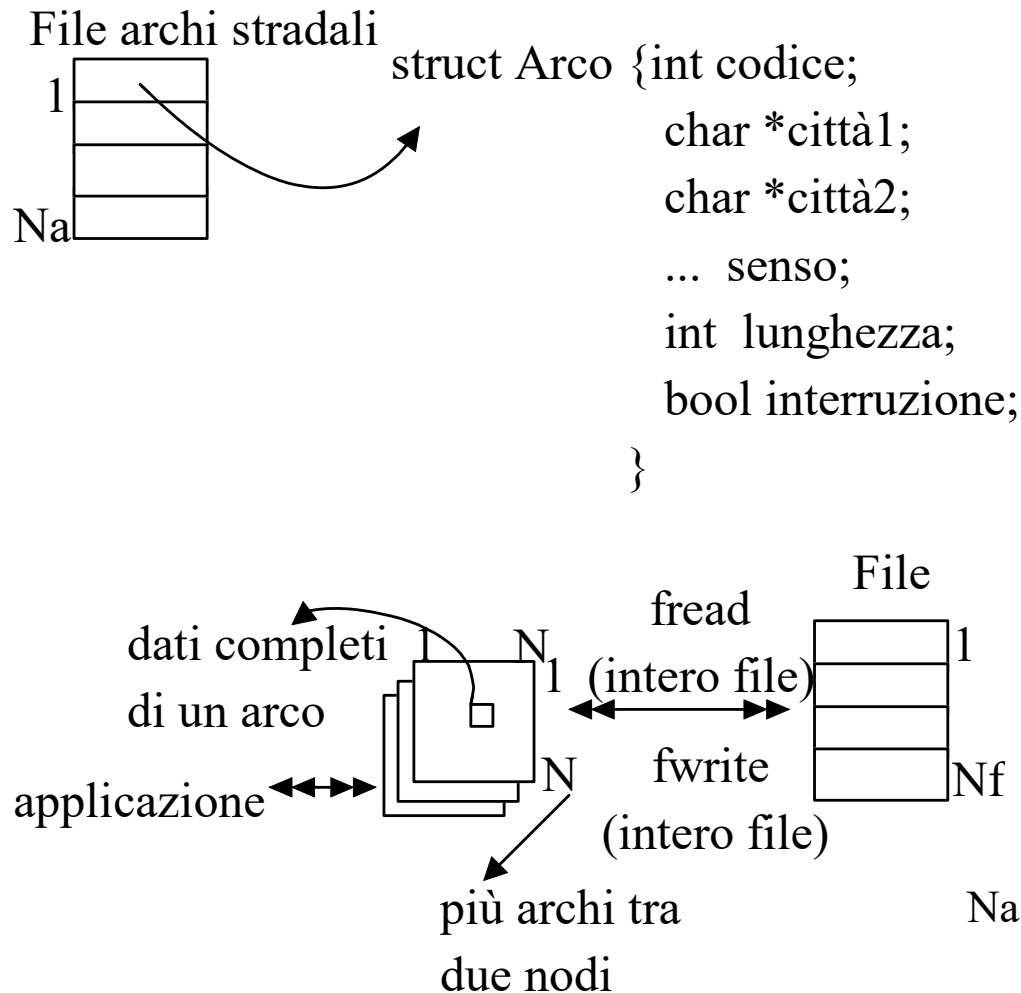 File archi stradali
1
Na
struct Arco {int codice;
char *città1;
char *città2;
... senso;
int lunghezza;
bool interruzione;
}
File
1
Nf
fread
(intero file)
fwrite
(intero file)
dati completi
di un arco
1 N
1
N
applicazione
più archi tra
due nodi
Na